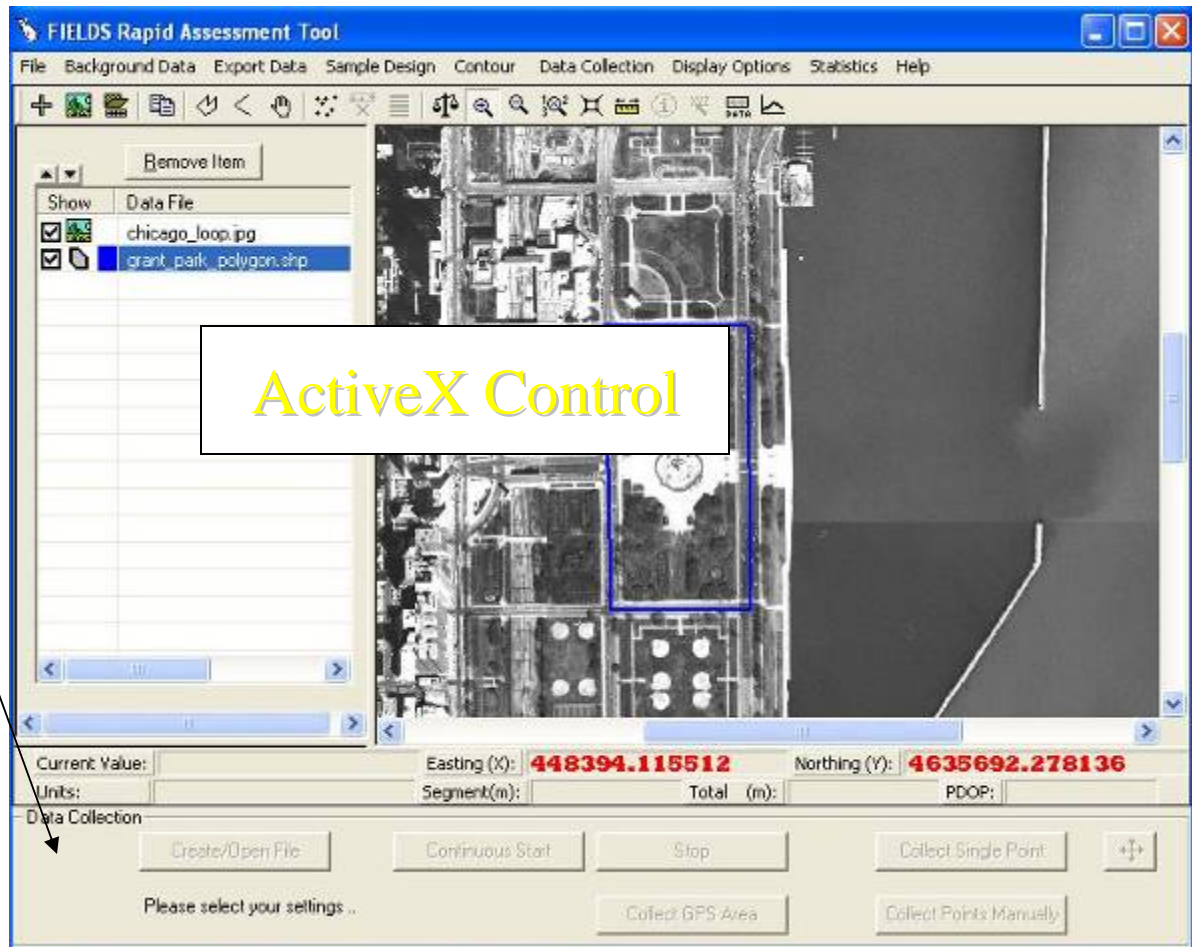 FIELDS Rapid Assessment Tool
File Background Data Export Data Sample Design Contour Data Collection Display Options Statistics Help
DATA
Remove Item
Show Data File
chicago_loop.jpg
grant_park_polygon.shp
ActiveX Control
Current Value: Easting (X): 448394.115512 Northing (Y): 4635692.278136
Units: Segment(m): Total (m): PDOP:
Data Collection
Create/Open File Continuous Start Stop Collect Single Point
Please select your settings .. Collect GPS Area Collect Points Manually